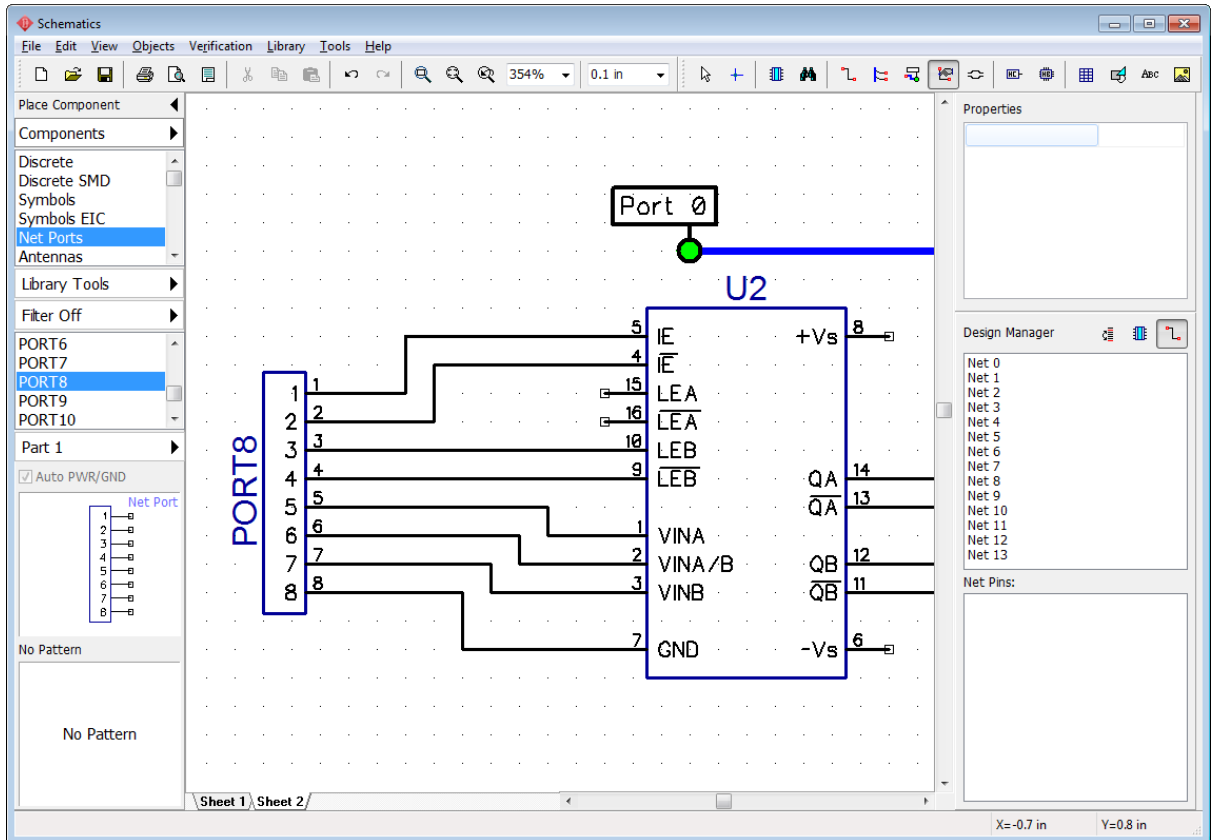 Schematics
File Edit View Objects Verification Library Tools Help
354% 0.1 in ABC
Place Component
Components
Discrete
Discrete SMD
Symbols
Symbols EIC
Net Ports
Antennas
Library Tools
Filter Off
PORT6
PORT7
PORT8
PORT9
PORT10
Part 1
Auto PWR/GND
Net Port
1
2
3
4
5
6
7
8
No Pattern
No Pattern
Port 0
U2
PORT8
1 1
2 2
3 3
4 4
5 5
6 6
7 7
8 8
5 IE
4 IE
15 LEA
16 LEA
10 LEB
9 LEB
1 VINA
2 VINA/B
3 VINB
7 GND
+Vs 8
QA 14
QA 13
QB 12
QB 11
-Vs 6
Sheet 1 Sheet 2
Properties
Design Manager
Net 0
Net 1
Net 2
Net 3
Net 4
Net 5
Net 6
Net 7
Net 8
Net 9
Net 10
Net 11
Net 12
Net 13
Net Pins:
X=-0.7 in Y=0.8 in